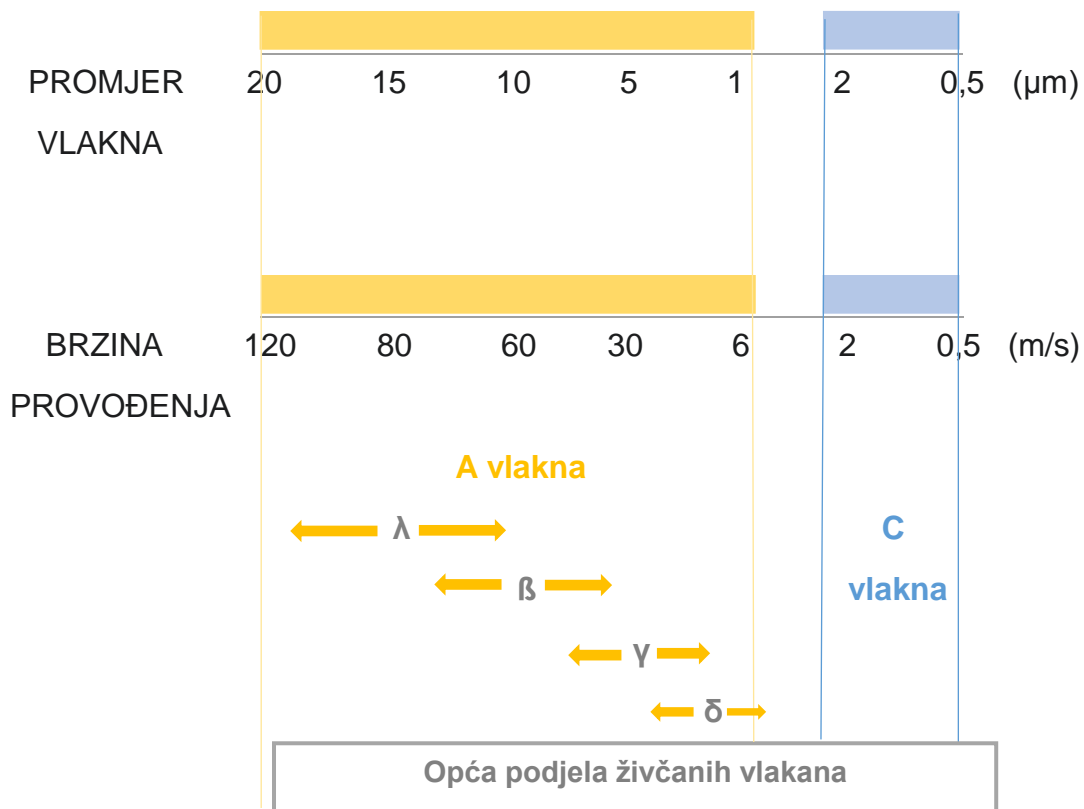 PROMJER 20 15 10 5 1 2 0,5 (µm)
VLAKNA
BRZINA 120 80 60 30 6 2 0,5 (m/s)
PROVOĐENJA
A vlakna
λ C
ß vlakna
γ
δ
Opća podjela živčanih vlakana